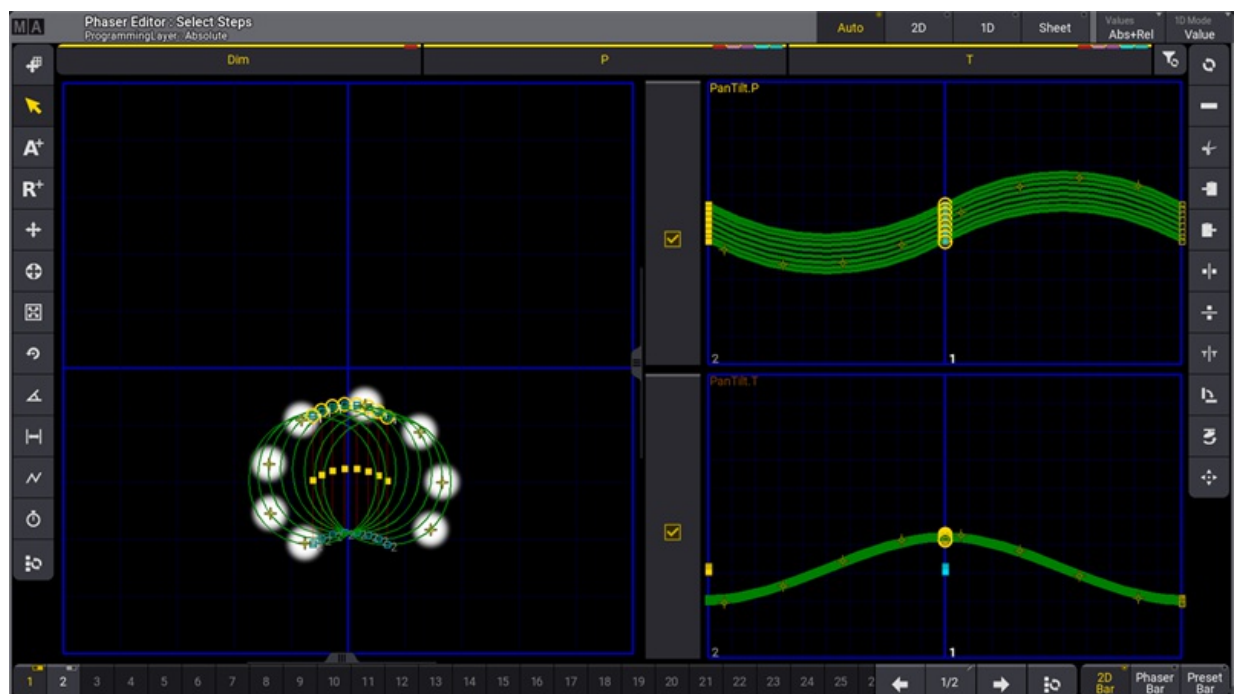 MA
Phaser Editor : Select Steps
ProgrammingLayer: Absolute
Auto
2D
1D
Sheet
Values
Abs+Rel
1D Mode
Value
Dim
P
T
A+
R+
PanTilt.P
2
1
PanTilt.T
2
1
1 2 3 4 5 6 7 8 9 10 11 12 13 14 15 16 17 18 19 20 21 22 23 24 25 2
1/2
2D
Bar
Phaser
Bar
Preset
Bar